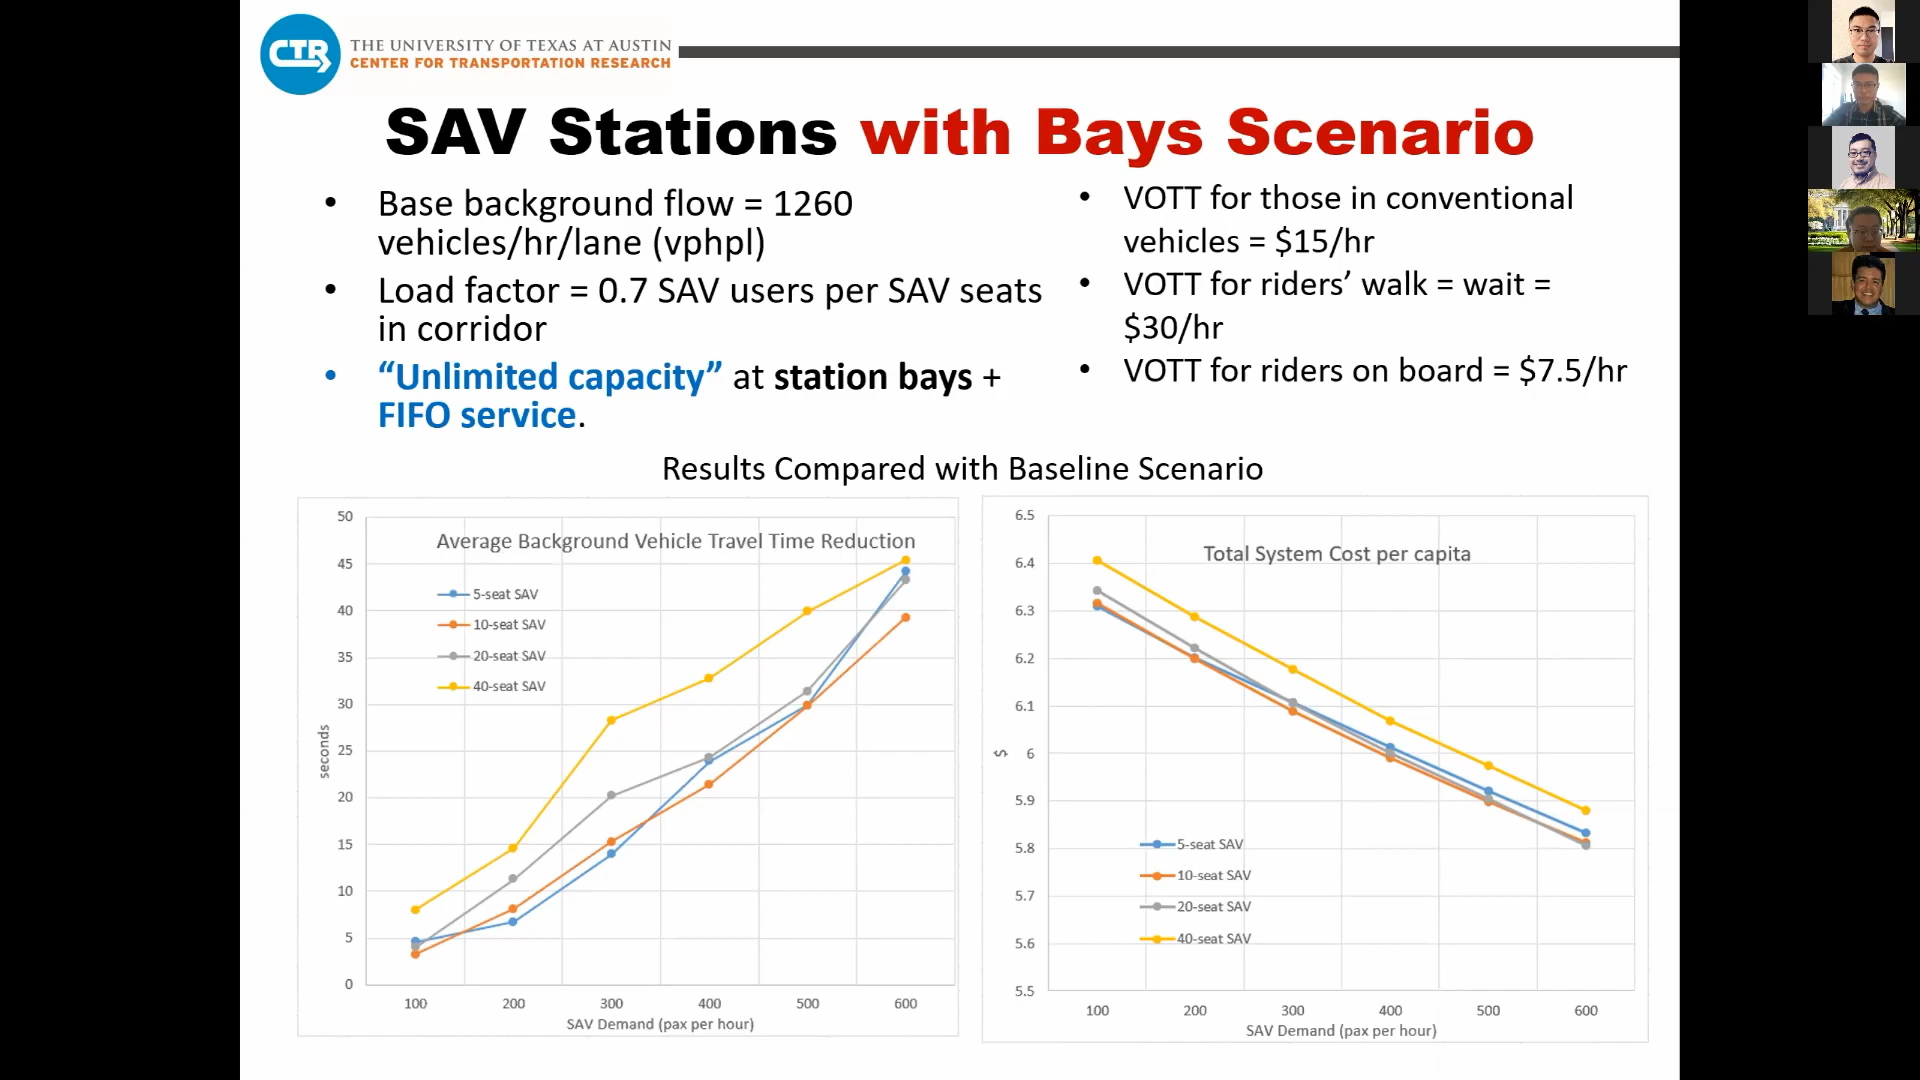 CTR
THE UNIVERSITY OF TEXAS AT AUSTIN
CENTER FOR TRANSPORTATION RESEARCH
SAV Stations with Bays Scenario
• Base background flow = 1260
vehicles/hr/lane (vphpl)
• Load factor = 0.7 SAV users per SAV seats
in corridor
• “Unlimited capacity” at station bays +
FIFO service.
• VOTT for those in conventional
vehicles = $15/hr
• VOTT for riders’ walk = wait =
$30/hr
• VOTT for riders on board = $7.5/hr
Results Compared with Baseline Scenario
Average Background Vehicle Travel Time Reduction
50
45
40
35
30
25
20
15
10
5
0
seconds
5-seat SAV
10-seat SAV
20-seat SAV
40-seat SAV
100 200 300 400 500 600
SAV Demand (pax per hour)
Total System Cost per capita
6.5
6.4
6.3
6.2
6.1
6
5.9
5.8
5.7
5.6
5.5
$
5-seat SAV
10-seat SAV
20-seat SAV
40-seat SAV
100 200 300 400 500 600
SAV Demand (pax per hour)